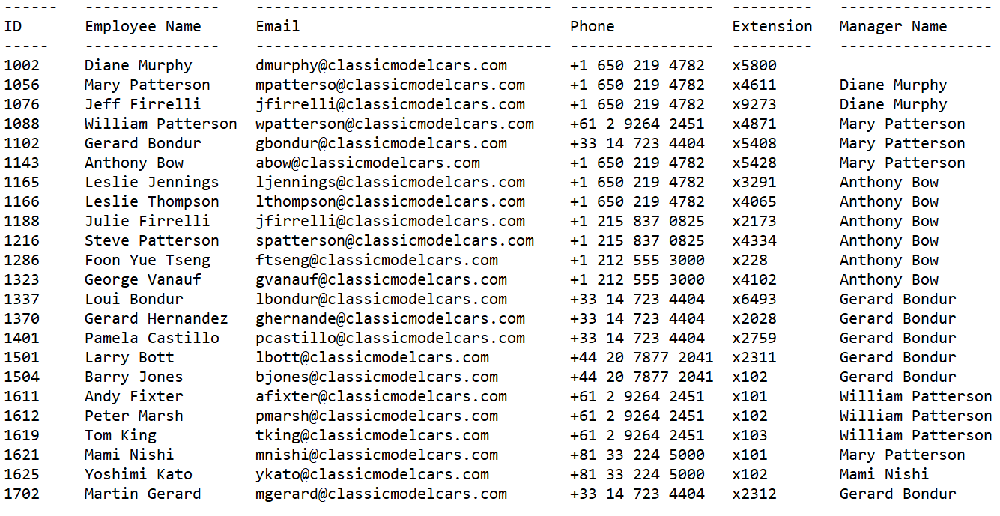 ------   ---------------    ---------------------------------  ----------------  ---------   -----------------
ID       Employee Name      Email                              Phone             Extension   Manager Name
-----    ---------------    ---------------------------------  ----------------  ---------   -----------------
1002     Diane Murphy       dmurphy@classicmodelcars.com       +1 650 219 4782   x5800
1056     Mary Patterson     mpatterso@classicmodelcars.com     +1 650 219 4782   x4611       Diane Murphy
1076     Jeff Firrelli      jfirrelli@classicmodelcars.com     +1 650 219 4782   x9273       Diane Murphy
1088     William Patterson  wpatterson@classicmodelcars.com    +61 2 9264 2451   x4871       Mary Patterson
1102     Gerard Bondur      gbondur@classicmodelcars.com       +33 14 723 4404   x5408       Mary Patterson
1143     Anthony Bow        abow@classicmodelcars.com          +1 650 219 4782   x5428       Mary Patterson
1165     Leslie Jennings    ljennings@classicmodelcars.com     +1 650 219 4782   x3291       Anthony Bow
1166     Leslie Thompson    lthompson@classicmodelcars.com     +1 650 219 4782   x4065       Anthony Bow
1188     Julie Firrelli     jfirrelli@classicmodelcars.com     +1 215 837 0825   x2173       Anthony Bow
1216     Steve Patterson    spatterson@classicmodelcars.com    +1 215 837 0825   x4334       Anthony Bow
1286     Foon Yue Tseng     ftseng@classicmodelcars.com        +1 212 555 3000   x228        Anthony Bow
1323     George Vanauf      gvanauf@classicmodelcars.com       +1 212 555 3000   x4102       Anthony Bow
1337     Loui Bondur        lbondur@classicmodelcars.com       +33 14 723 4404   x6493       Gerard Bondur
1370     Gerard Hernandez   ghernande@classicmodelcars.com     +33 14 723 4404   x2028       Gerard Bondur
1401     Pamela Castillo    pcastillo@classicmodelcars.com     +33 14 723 4404   x2759       Gerard Bondur
1501     Larry Bott         lbott@classicmodelcars.com         +44 20 7877 2041  x2311       Gerard Bondur
1504     Barry Jones        bjones@classicmodelcars.com        +44 20 7877 2041  x102        Gerard Bondur
1611     Andy Fixter        afixter@classicmodelcars.com       +61 2 9264 2451   x101        William Patterson
1612     Peter Marsh        pmarsh@classicmodelcars.com        +61 2 9264 2451   x102        William Patterson
1619     Tom King           tking@classicmodelcars.com         +61 2 9264 2451   x103        William Patterson
1621     Mami Nishi         mnishi@classicmodelcars.com        +81 33 224 5000   x101        Mary Patterson
1625     Yoshimi Kato       ykato@classicmodelcars.com         +81 33 224 5000   x102        Mami Nishi
1702     Martin Gerard      mgerard@classicmodelcars.com       +33 14 723 4404   x2312       Gerard Bondur